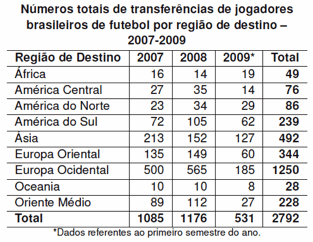 Números totais de transferências de jogadores
brasileiros de futebol por região de destino –
2007-2009
Região de Destino 2007 2008 2009* Total
África 16 14 19 49
América Central 27 35 14 76
América do Norte 23 34 29 86
América do Sul 72 105 62 239
Ásia 213 152 127 492
Europa Oriental 135 149 60 344
Europa Ocidental 500 565 185 1250
Oceania 10 10 8 28
Oriente Médio 89 112 27 228
Total 1085 1176 531 2792
*Dados referentes ao primeiro semestre do ano.